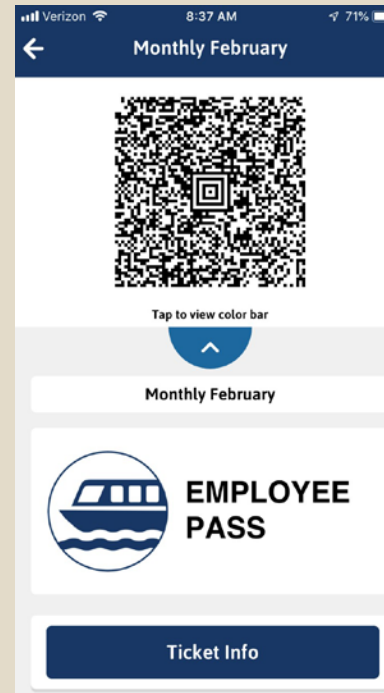 Verizon 8:37 AM 71%
Monthly February
Tap to view color bar
Monthly February
EMPLOYEE
PASS
Ticket Info